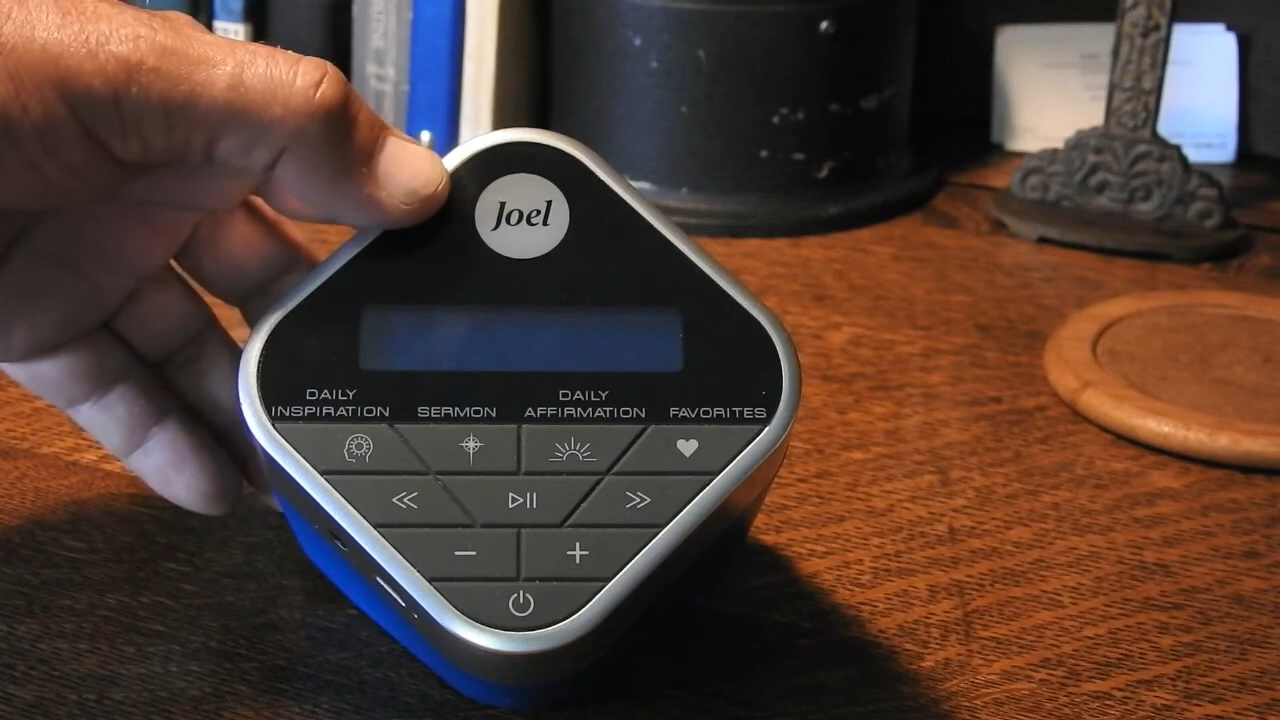 Joel
DAILY
INSPIRATION
SERMON
DAILY
AFFIRMATION
FAVORITES